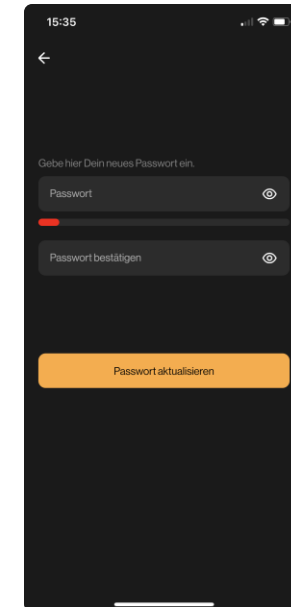 15:35
Gebe hier Dein neues Passwort ein.
Passwort
Passwort bestätigen
Passwort aktualisieren